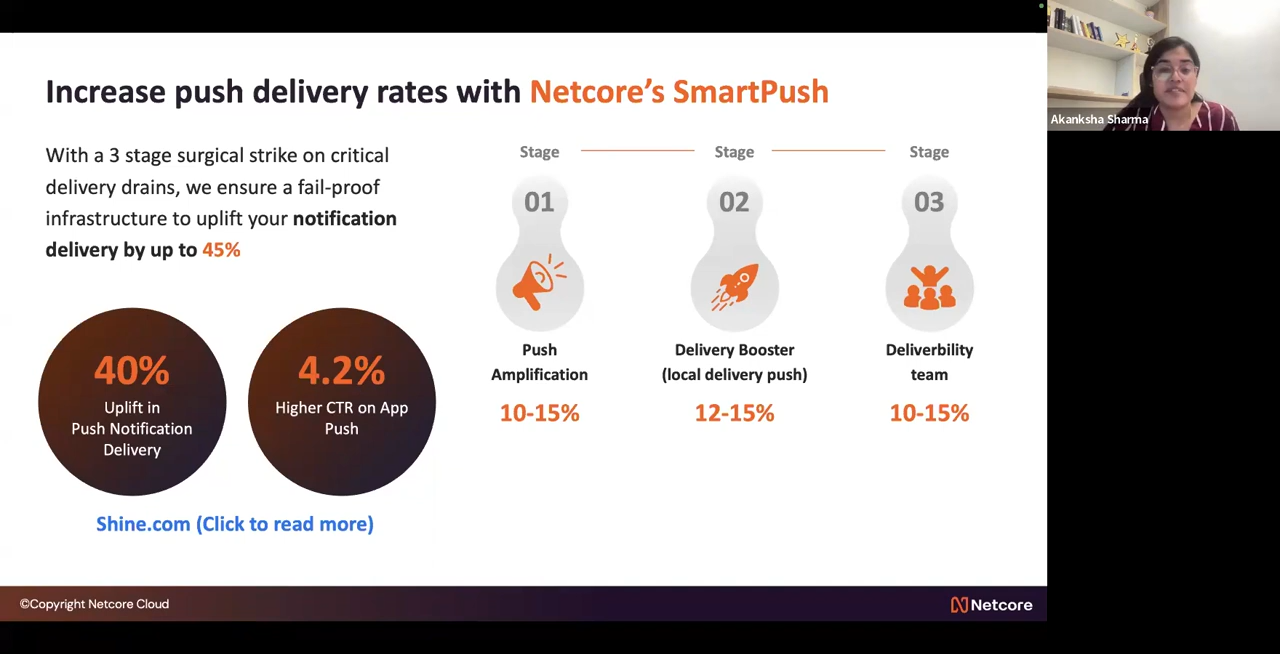 Increase push delivery rates with Netcore's SmartPush
With a 3 stage surgical strike on critical
delivery drains, we ensure a fail-proof
infrastructure to uplift your notification
delivery by up to 45%
40%
Uplift in
Push Notification
Delivery
4.2%
Higher CTR on App
Push
Shine.com (Click to read more)
Stage
01
Push
Amplification
10-15%
Stage
02
Delivery Booster
(local delivery push)
12-15%
Stage
03
Deliverbility
team
10-15%
©Copyright Netcore Cloud
Netcore
Akanksha Sharma